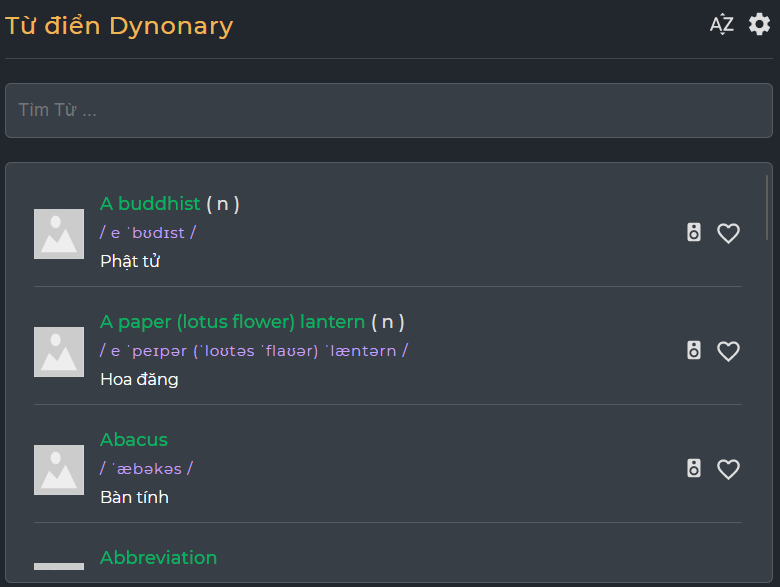 Từ điển Dynonary
AZ
Tìm Từ ...
A buddhist ( n )
/ e ˈbʊdɪst /
Phật tử
A paper (lotus flower) lantern ( n )
/ e ˈpeɪpər (ˈloʊtəs ˈflaʊər) ˈlæntərn /
Hoa đăng
Abacus
/ ˈæbəkəs /
Bàn tính
Abbreviation